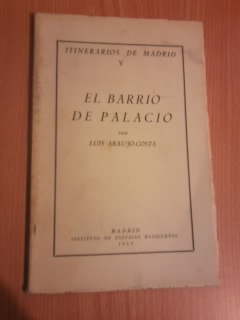 ITINERARIOS DE MADRID
V
EL BARRIO
DE PALACIO
POR
LUIS ARAUJO-COSTA
MADRID
INSTITUTO DE ESTUDIOS MADRILEÑOS